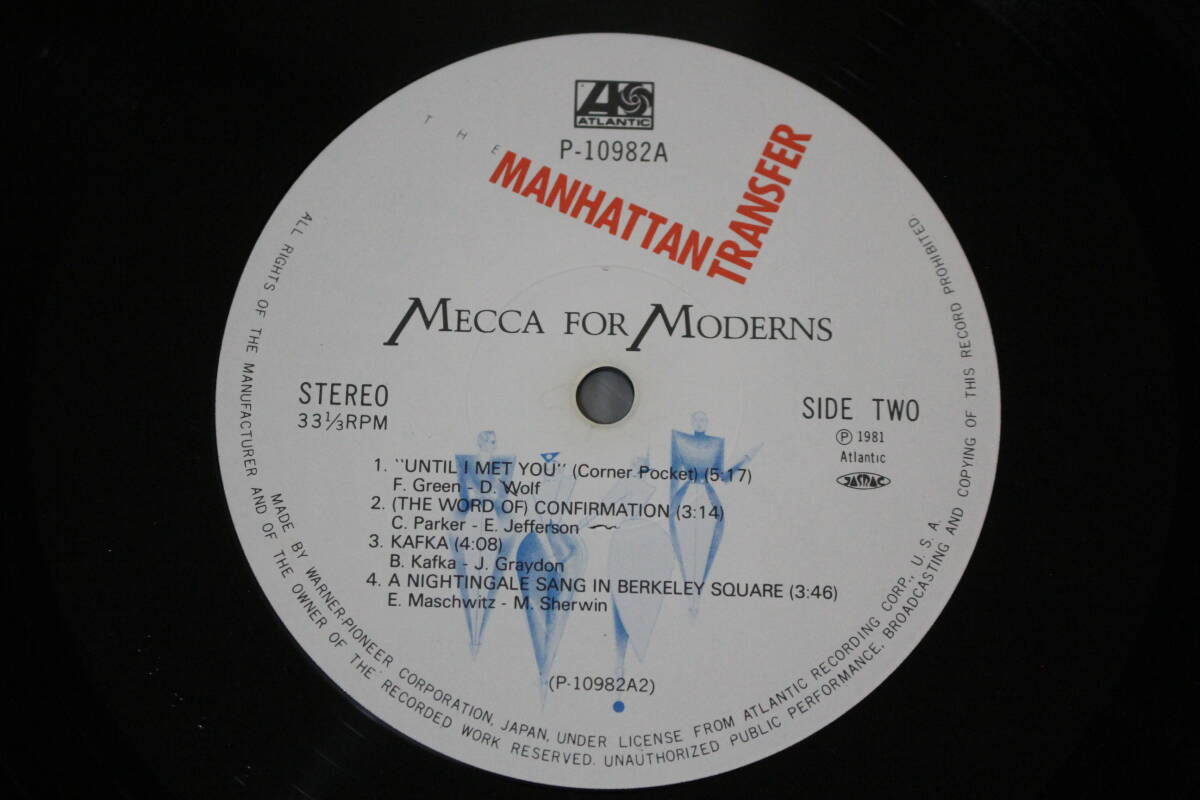 ATLANTIC
P-10982A
THE
MANHATTAN
TRANSFER
MECCA FOR MODERNS
STEREO
33⅓RPM
SIDE TWO
Ⓟ 1981
Atlantic
JASRAC
1. "UNTIL I MET YOU" (Corner Pocket) (5:17)
F. Green - D. Wolf
2. (THE WORD OF) CONFIRMATION (3:14)
C. Parker - E. Jefferson
3. KAFKA (4:08)
B. Kafka - J. Graydon
4. A NIGHTINGALE SANG IN BERKELEY SQUARE (3:46)
E. Maschwitz - M. Sherwin
(P-10982A2)
MADE BY WARNER-PIONEER CORPORATION, JAPAN, UNDER LICENSE FROM ATLANTIC RECORDING CORP., U. S. A.
ALL RIGHTS OF THE MANUFACTURER AND OF THE OWNER OF THE RECORDED WORK RESERVED. UNAUTHORIZED PUBLIC PERFORMANCE, BROADCASTING AND COPYING OF THIS RECORD PROHIBITED.